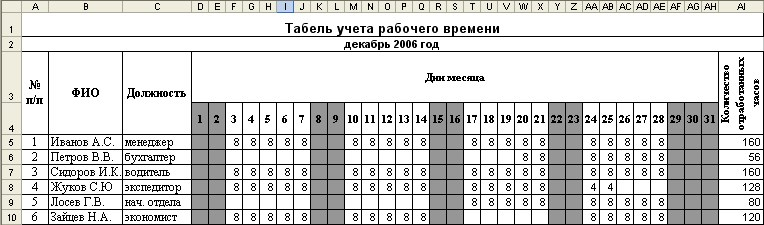 A B C D E F G H I J K L M N O P Q R S T U V W X Y Z AA AB AC AD AE AF AG AH AI
1 Табель учета рабочего времени
2 декабрь 2006 год
3 № п/п ФИО Должность Дни месяца Количество отработанных часов
4 1 2 3 4 5 6 7 8 9 10 11 12 13 14 15 16 17 18 19 20 21 22 23 24 25 26 27 28 29 30 31
5 1 Иванов А.С. менеджер 8 8 8 8 8 8 8 8 8 8 8 8 8 8 8 8 8 8 8 8 160
6 2 Петров В.В. бухгалтер 8 8 8 8 8 8 8 56
7 3 Сидоров И.К. водитель 8 8 8 8 8 8 8 8 8 8 8 8 8 8 8 8 8 8 8 8 160
8 4 Жуков С.Ю экспедитор 8 8 8 8 8 8 8 8 8 8 8 8 8 8 8 4 4 128
9 5 Лосев Г.В. нач. отдела 8 8 8 8 8 8 8 8 8 8 80
10 6 Зайцев Н.А. экономист 8 8 8 8 8 8 8 8 8 8 8 8 8 8 8 120